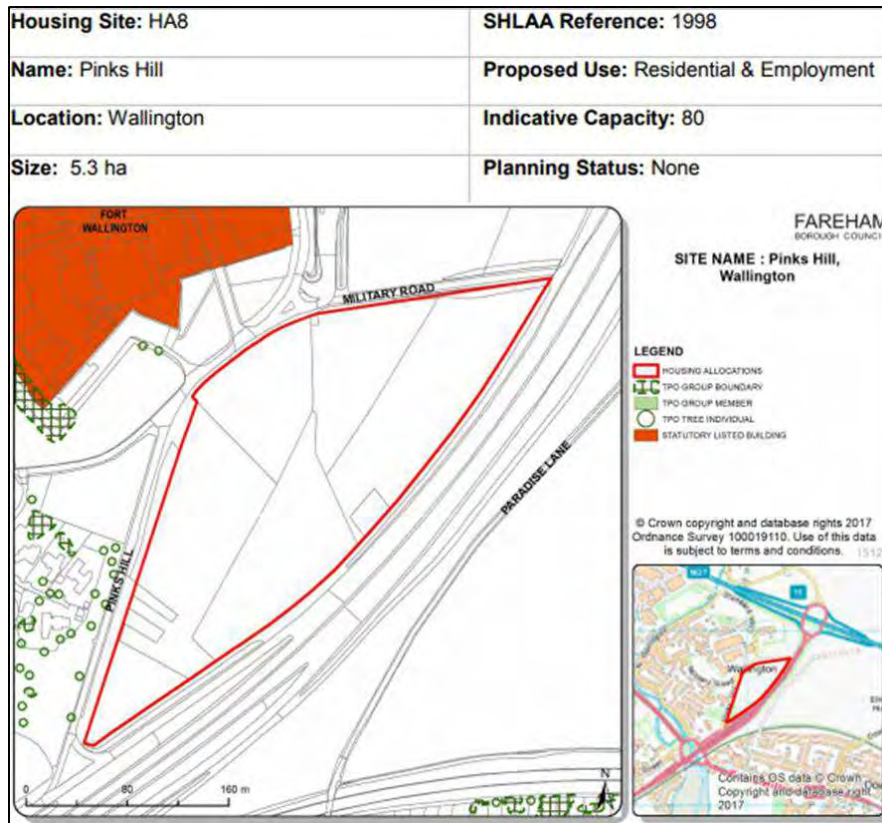 Housing Site: HA8
SHLAA Reference: 1998
Name: Pinks Hill
Proposed Use: Residential & Employment
Location: Wallington
Indicative Capacity: 80
Size: 5.3 ha
Planning Status: None
FORT
WALLINGTON
MILITARY ROAD
PARADISE LANE
PINKS HILL
0 80 160 m
N
FAREHAM
BOROUGH COUNCIL
SITE NAME : Pinks Hill,
Wallington
LEGEND
HOUSING ALLOCATIONS
TPO GROUP BOUNDARY
TPO GROUP MEMBER
TPO TREE INDIVIDUAL
STATUTORY LISTED BUILDING
© Crown copyright and database rights 2017
Ordnance Survey 100019110. Use of this data
is subject to terms and conditions.
Wallington
Contains OS data © Crown
Copyright and database right
2017